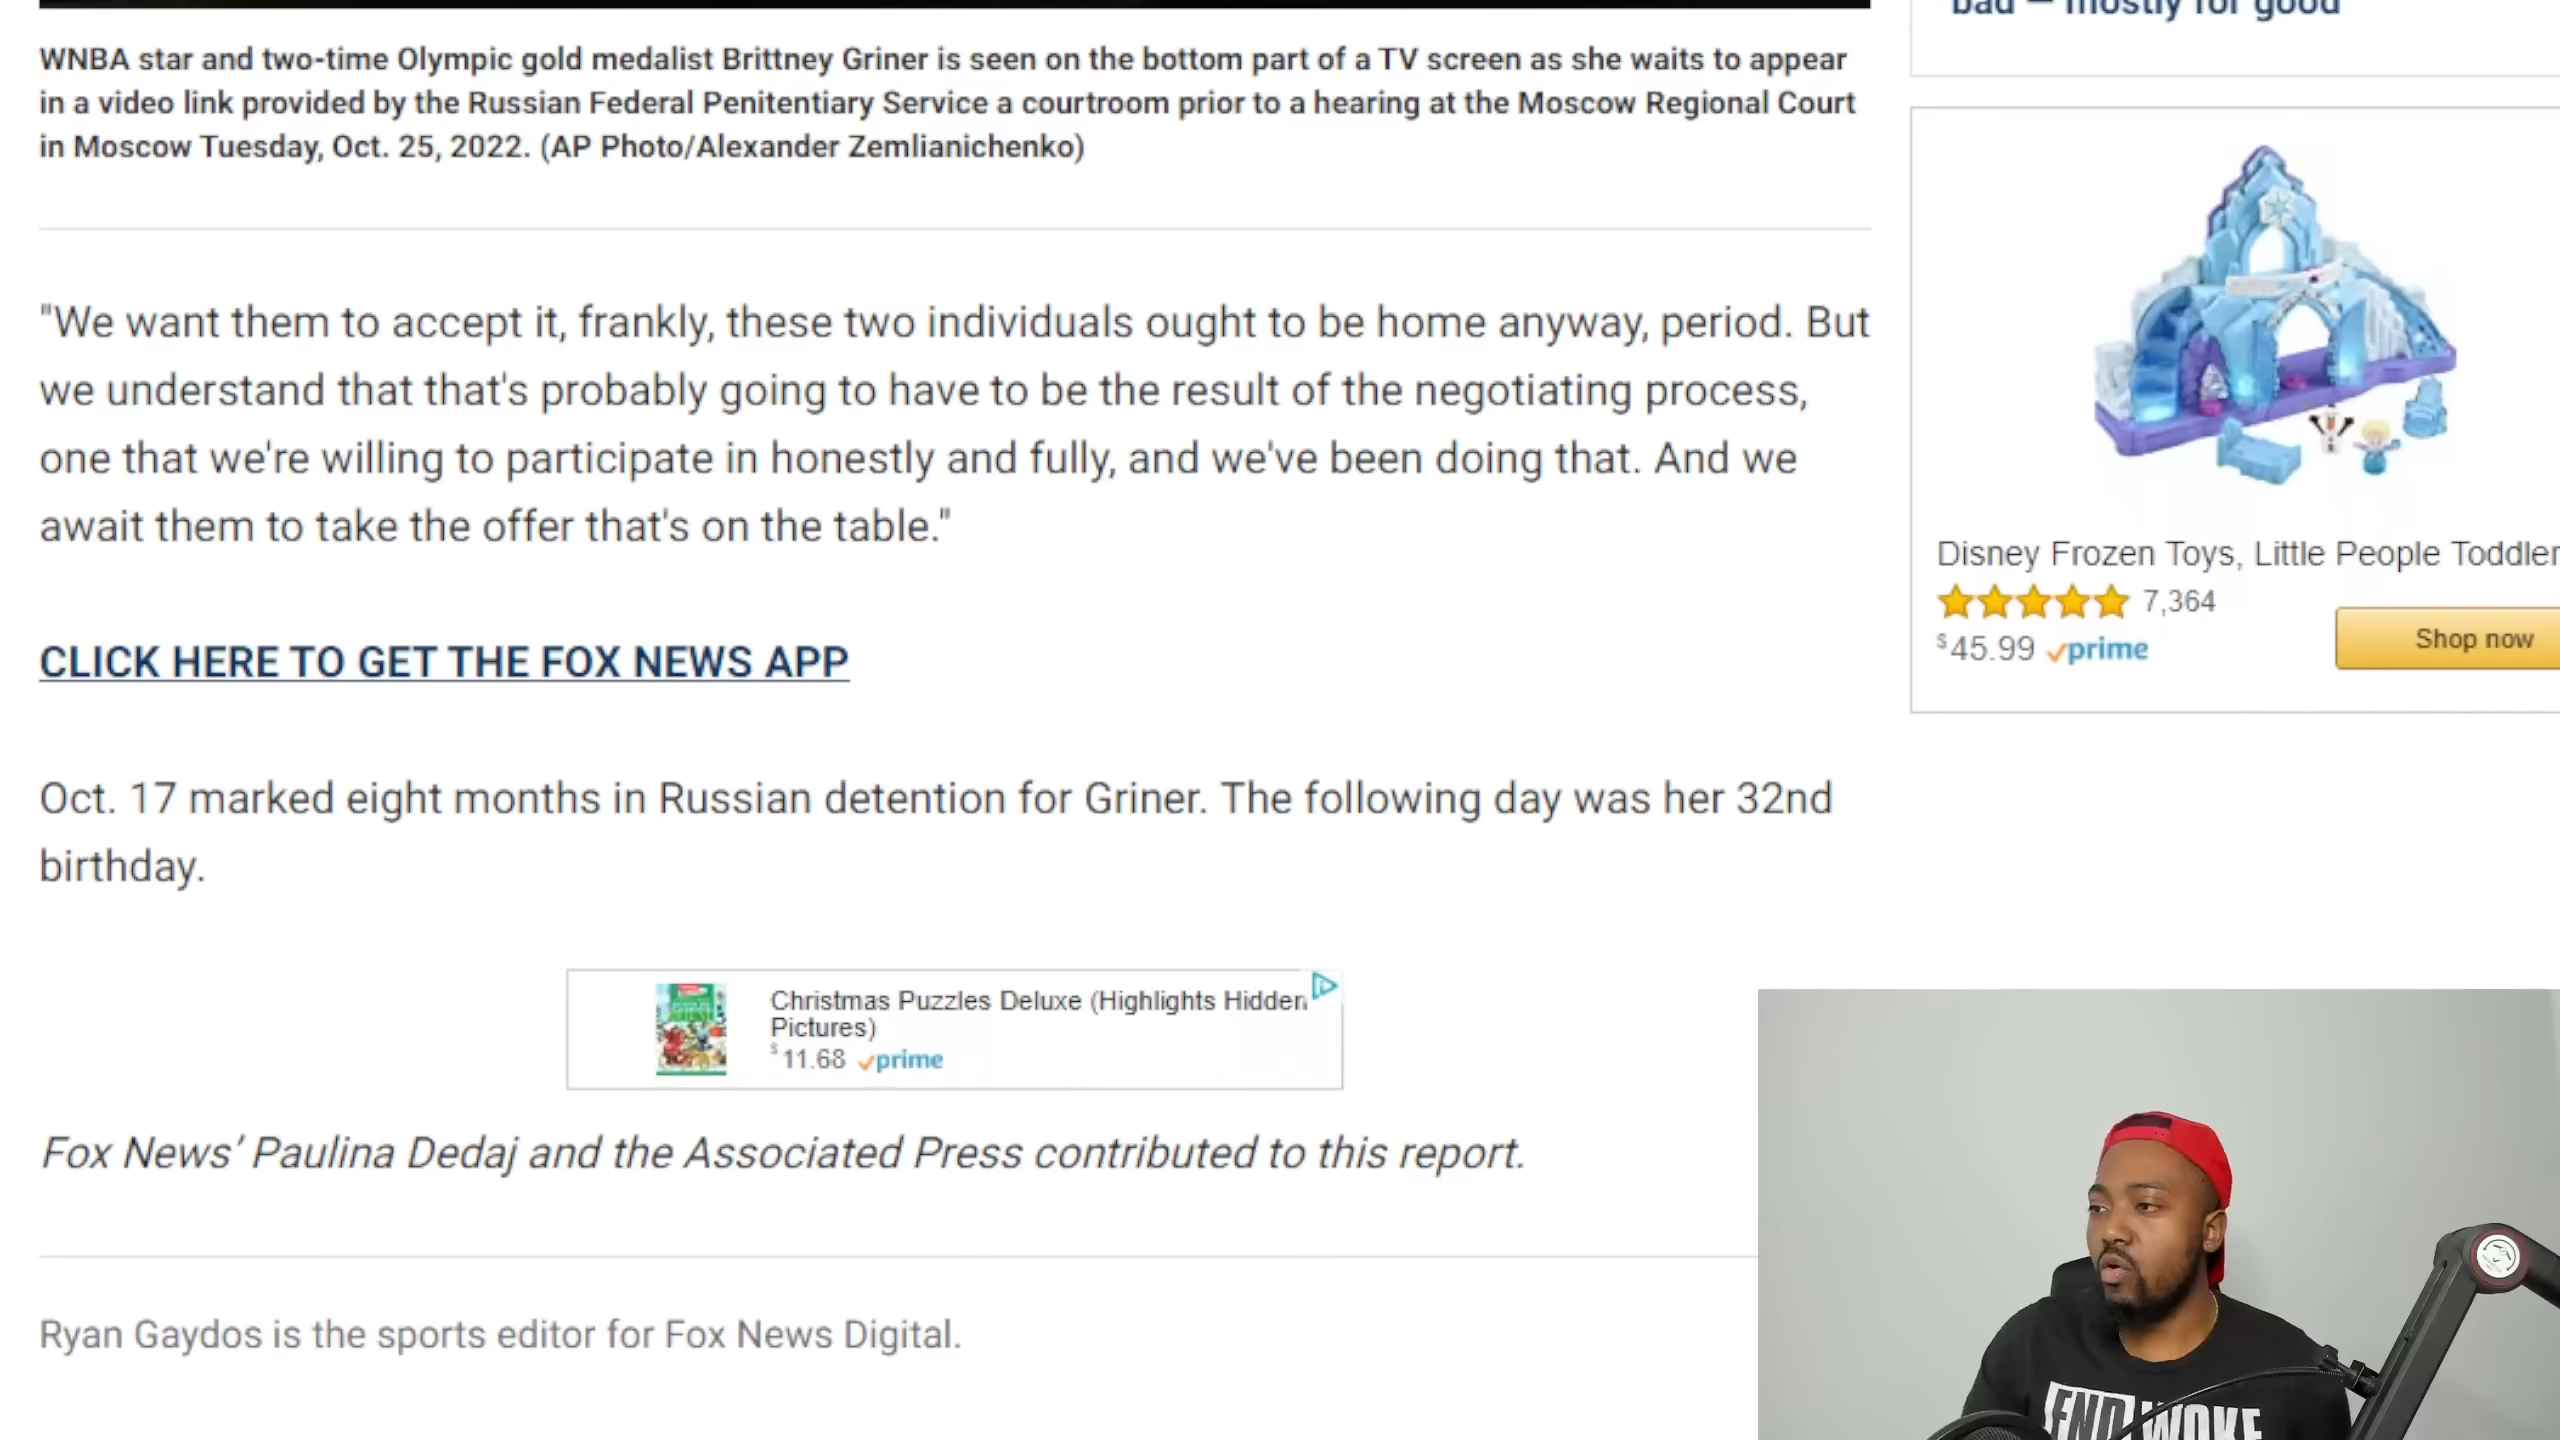 bad – mostly for good
WNBA star and two-time Olympic gold medalist Brittney Griner is seen on the bottom part of a TV screen as she waits to appear
in a video link provided by the Russian Federal Penitentiary Service a courtroom prior to a hearing at the Moscow Regional Court
in Moscow Tuesday, Oct. 25, 2022. (AP Photo/Alexander Zemlianichenko)
"We want them to accept it, frankly, these two individuals ought to be home anyway, period. But
we understand that that's probably going to have to be the result of the negotiating process,
one that we're willing to participate in honestly and fully, and we've been doing that. And we
await them to take the offer that's on the table."
CLICK HERE TO GET THE FOX NEWS APP
Oct. 17 marked eight months in Russian detention for Griner. The following day was her 32nd
birthday.
Christmas Puzzles Deluxe (Highlights Hidden
Pictures)
$11.68 prime
Fox News' Paulina Dedaj and the Associated Press contributed to this report.
Ryan Gaydos is the sports editor for Fox News Digital.
Disney Frozen Toys, Little People Toddler
7,364
$45.99 prime
Shop now
END WOKE